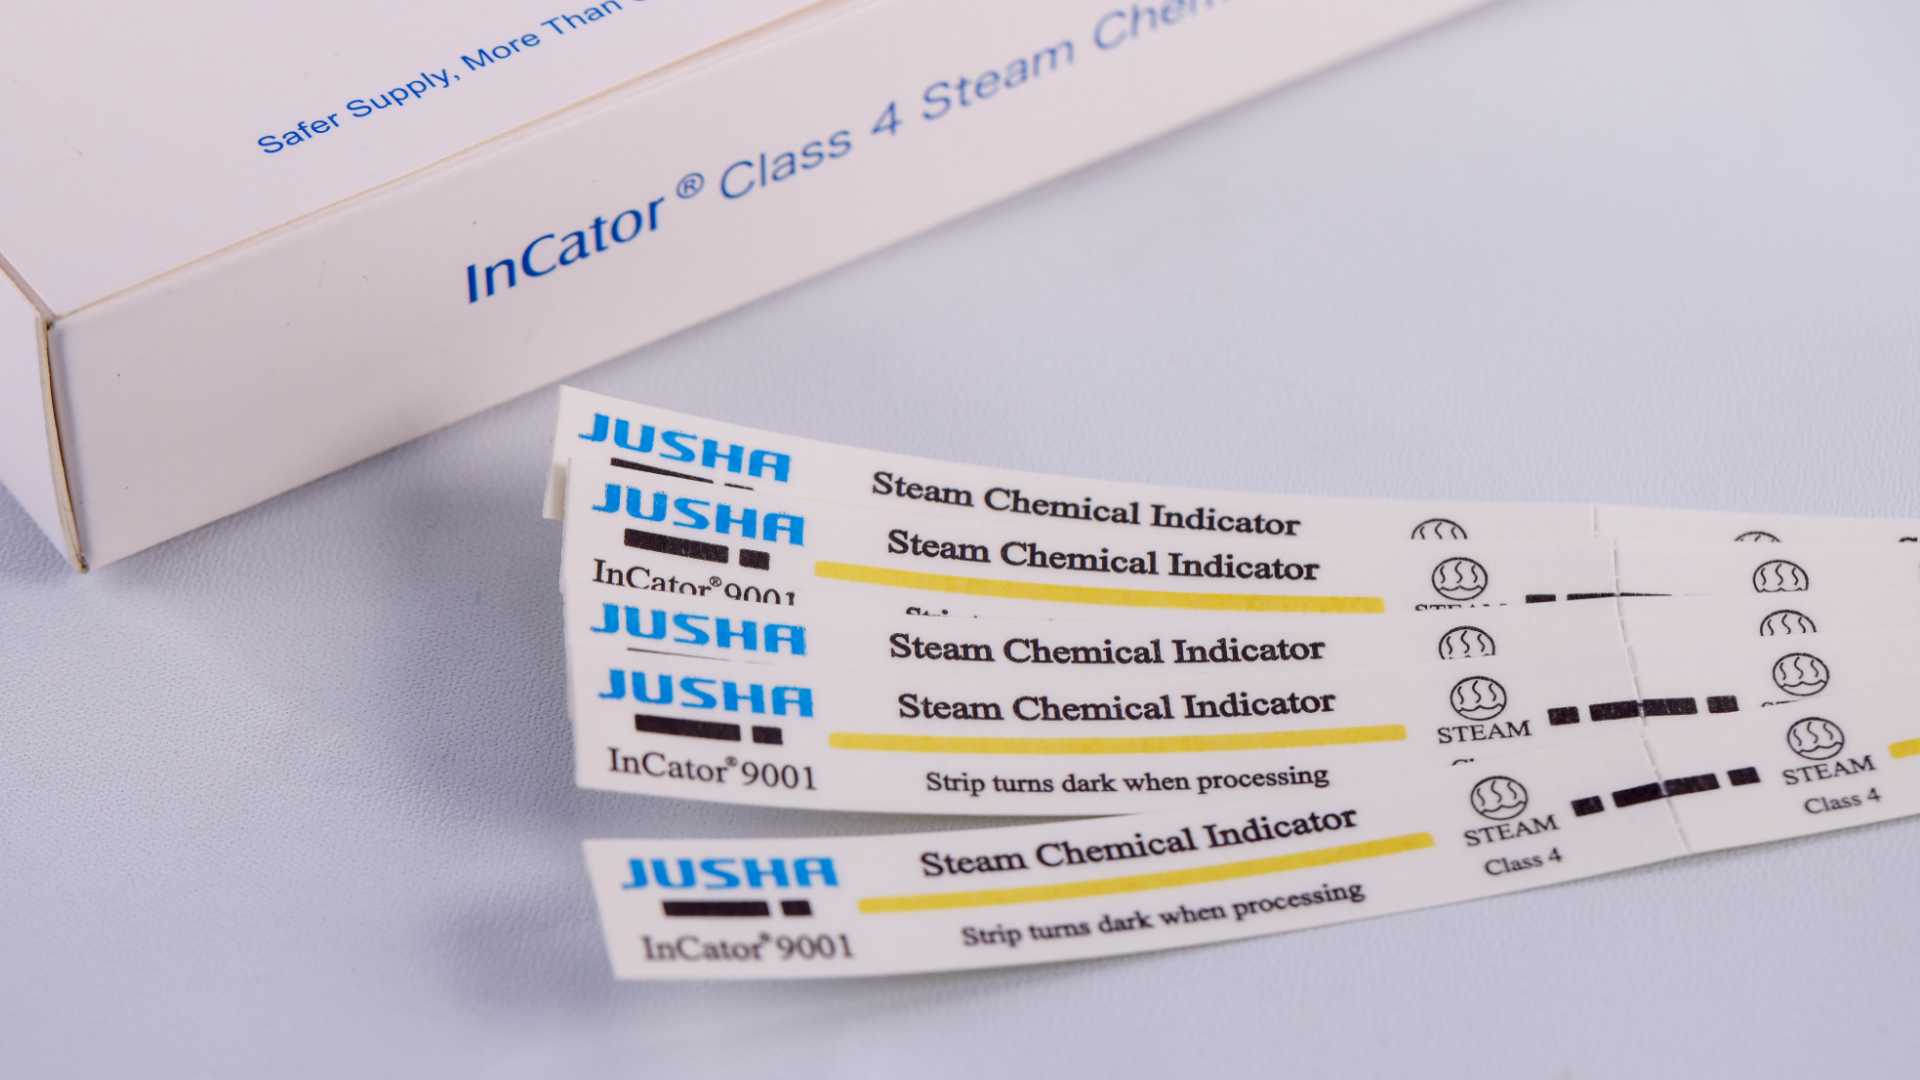 Safer Supply, More Than
InCator® Class 4 Steam
JUSHA
Steam Chemical Indicator
JUSHA
Steam Chemical Indicator
InCator®9001
JUSHA
Steam Chemical Indicator
JUSHA
Steam Chemical Indicator
STEAM
InCator®9001
Strip turns dark when processing
JUSHA
Steam Chemical Indicator
STEAM
STEAM
Class 4
Class 4
InCator®9001
Strip turns dark when processing